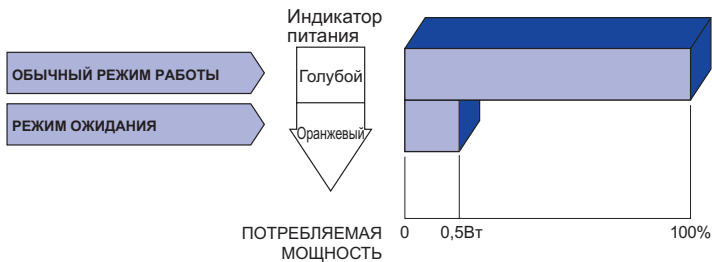 Индикатор
питания
ОБЫЧНЫЙ РЕЖИМ РАБОТЫ
Голубой
РЕЖИМ ОЖИДАНИЯ
Оранжевый
ПОТРЕБЛЯЕМАЯ
МОЩНОСТЬ
0 0,5Вт 100%